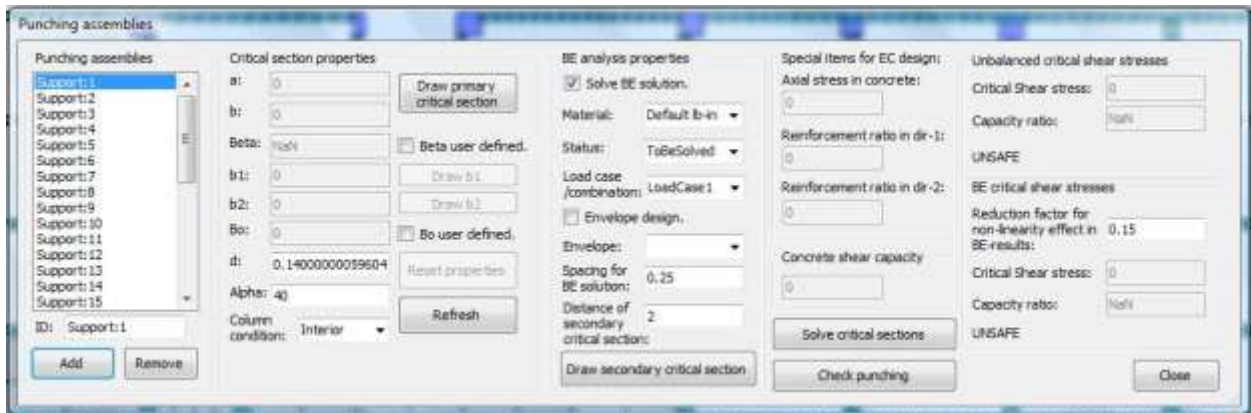 Punching assemblies
Punching assemblies
Support:1
Support:2
Support:3
Support:4
Support:5
Support:6
Support:7
Support:8
Support:9
Support:10
Support:11
Support:12
Support:13
Support:14
Support:15
ID: Support:1
Add Remove
Critical section properties
a: 0
b: 0
Draw primary
critical section
Beta: NaN
Beta user defined.
b1: 0
Draw b1
b2: 0
Draw b2
Bo: 0
Bo user defined.
d: 0.14000000059604
Reset properties
Alpha: 40
Refresh
Column
condition: Interior
BE analysis properties
Solve BE solution.
Material: Default lb-in
Status: ToBeSolved
Load case
/combination: LoadCase1
Envelope design.
Envelope:
Spacing for
BE solution: 0.25
Distance of
secondary
critical section: 2
Draw secondary critical section
Special items for EC design:
Axial stress in concrete:
0
Reinforcement ratio in dir-1:
0
Reinforcement ratio in dir-2:
0
Concrete shear capacity
0
Solve critical sections
Check punching
Unbalanced critical shear stresses
Critical Shear stress: 0
Capacity ratio: NaN
UNSAFE
BE critical shear stresses
Reduction factor for
non-linearity effect in 0.15
BE-results:
Critical Shear stress: 0
Capacity ratio: NaN
UNSAFE
Close